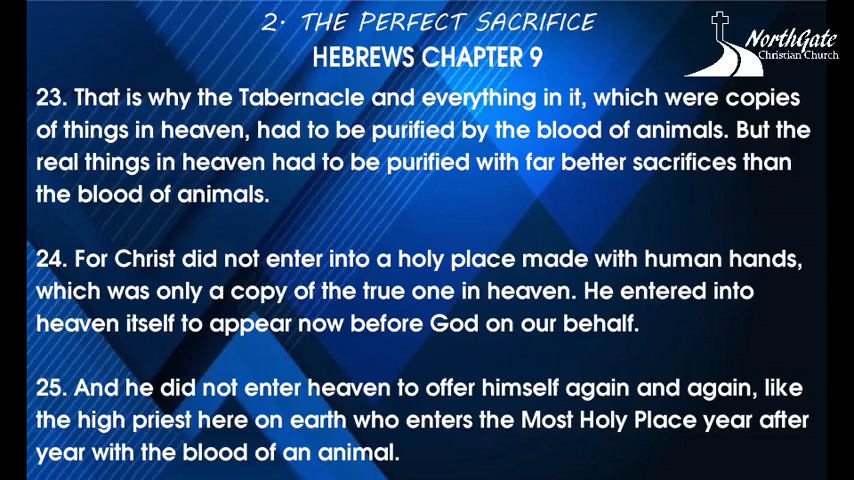 2. THE PERFECT SACRIFICE
HEBREWS CHAPTER 9
NorthGate
Christian Church
23. That is why the Tabernacle and everything in it, which were copies
of things in heaven, had to be purified by the blood of animals. But the
real things in heaven had to be purified with far better sacrifices than
the blood of animals.
24. For Christ did not enter into a holy place made with human hands,
which was only a copy of the true one in heaven. He entered into
heaven itself to appear now before God on our behalf.
25. And he did not enter heaven to offer himself again and again, like
the high priest here on earth who enters the Most Holy Place year after
year with the blood of an animal.